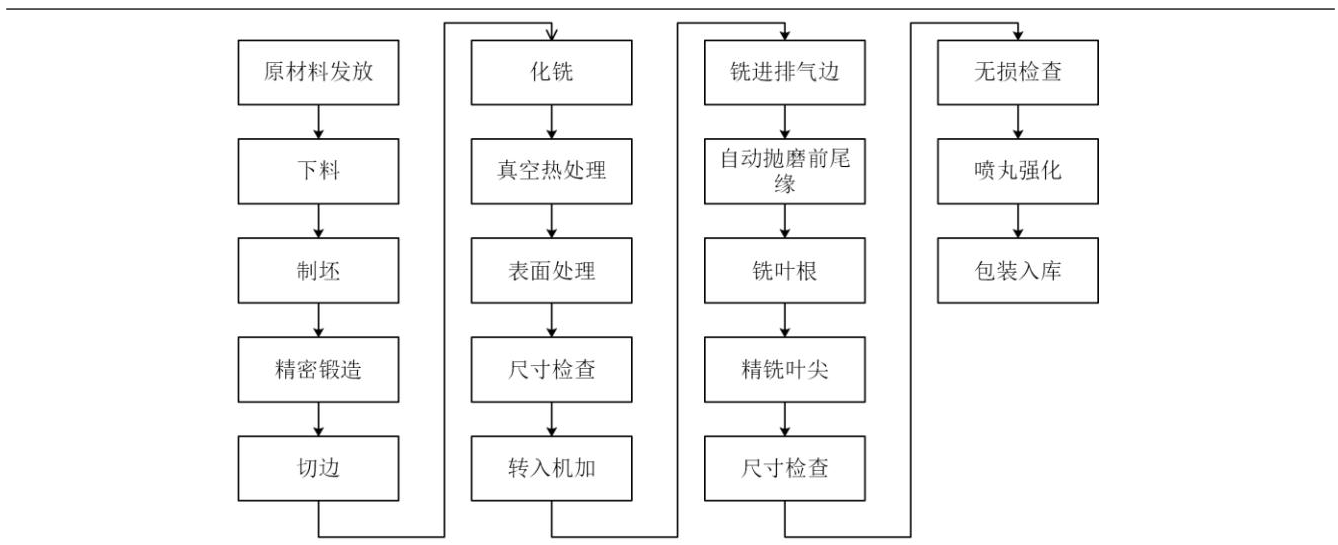 原材料发放
下料
制坯
精密锻造
切边
化铣
真空热处理
表面处理
尺寸检查
转入机加
铣进排气边
自动抛磨前尾
缘
铣叶根
精铣叶尖
尺寸检查
无损检查
喷丸强化
包装入库